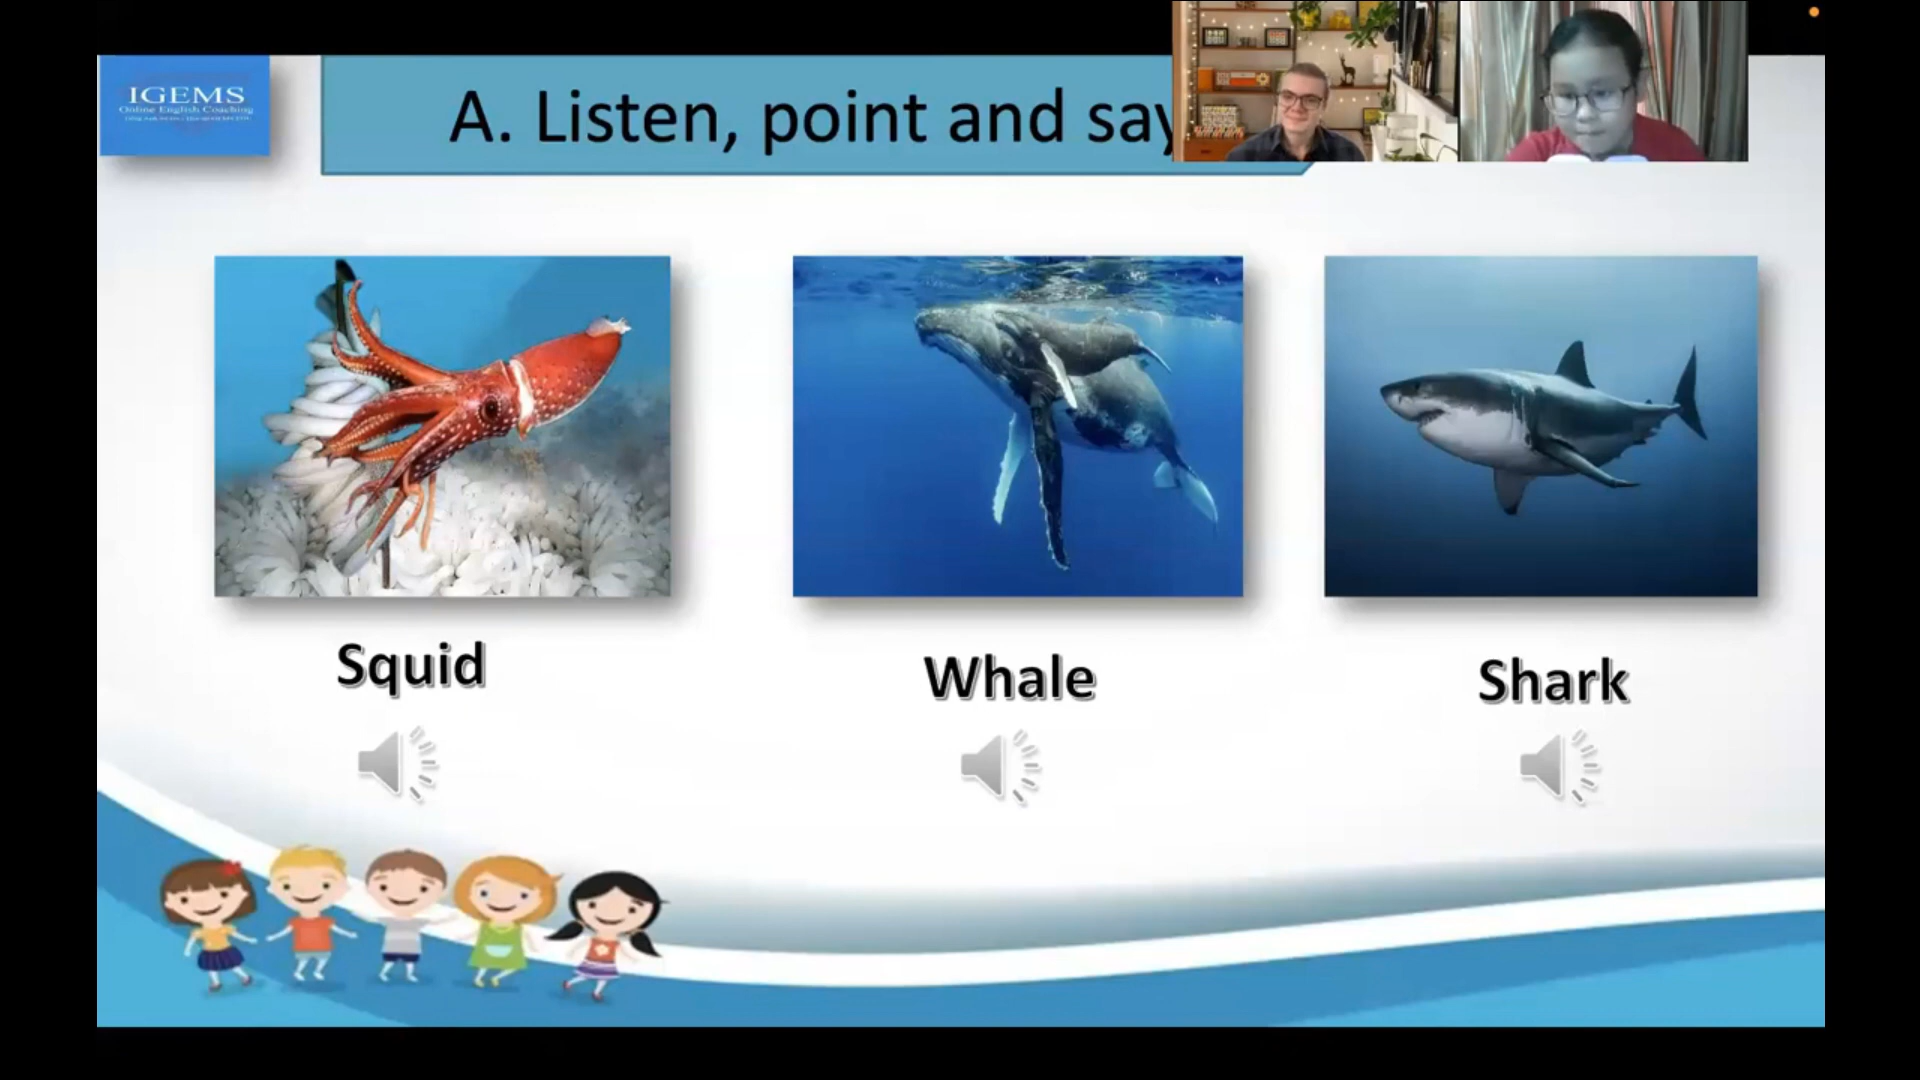 IGEMS
Online English Coaching
A. Listen, point and say
Squid
Whale
Shark